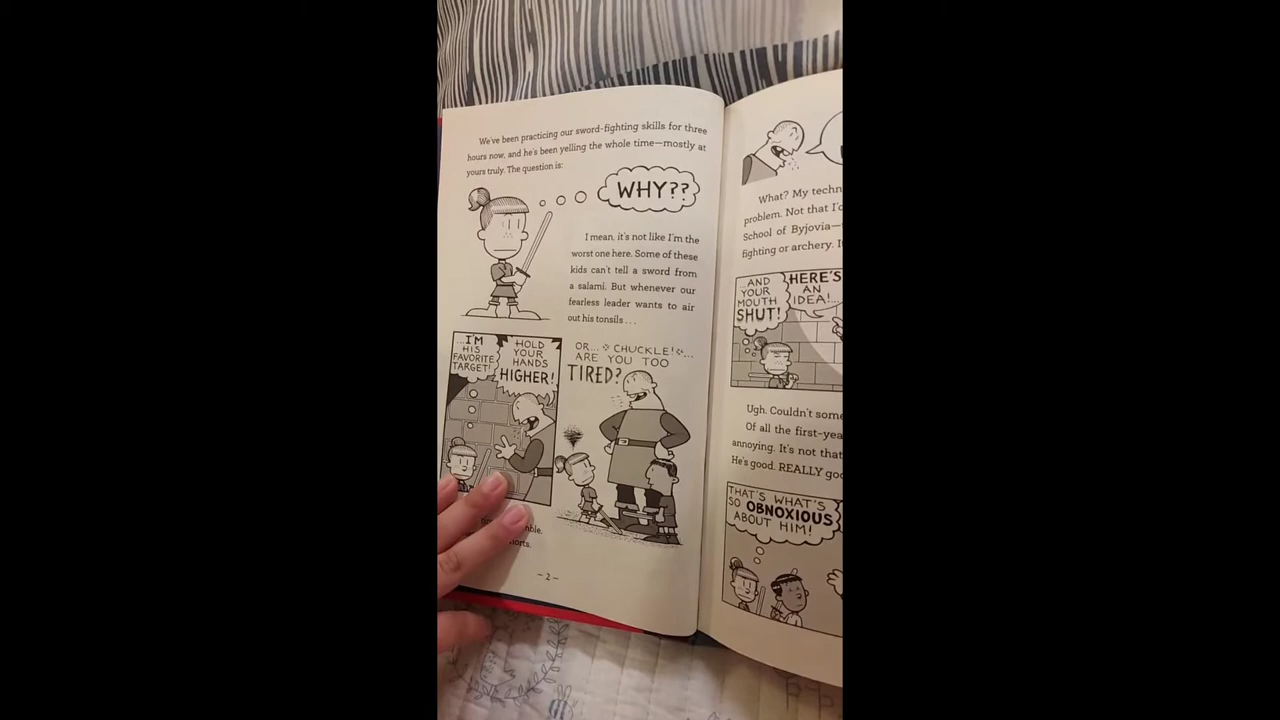 We've been practicing our sword-fighting skills for three
hours now, and he's been yelling the whole time—mostly at
yours truly. The question is:
WHY??
I mean, it's not like I'm the
worst one here. Some of these
kids can't tell a sword from
a salami. But whenever our
fearless leader wants to air
out his tonsils . . .
...I'M
HIS
FAVORITE
TARGET!
HOLD
YOUR
HANDS
HIGHER!
OR... CHUCKLE!...
ARE YOU TOO
TIRED?
- 2 -
What? My techn
problem. Not that I'
School of Byjovia—
fighting or archery.
...AND
YOUR
MOUTH
SHUT!
HERE'S
AN
IDEA!...
Ugh. Couldn't some
Of all the first-yea
annoying. It's not that
He's good. REALLY goo
THAT'S WHAT'S
SO OBNOXIOUS
ABOUT HIM!